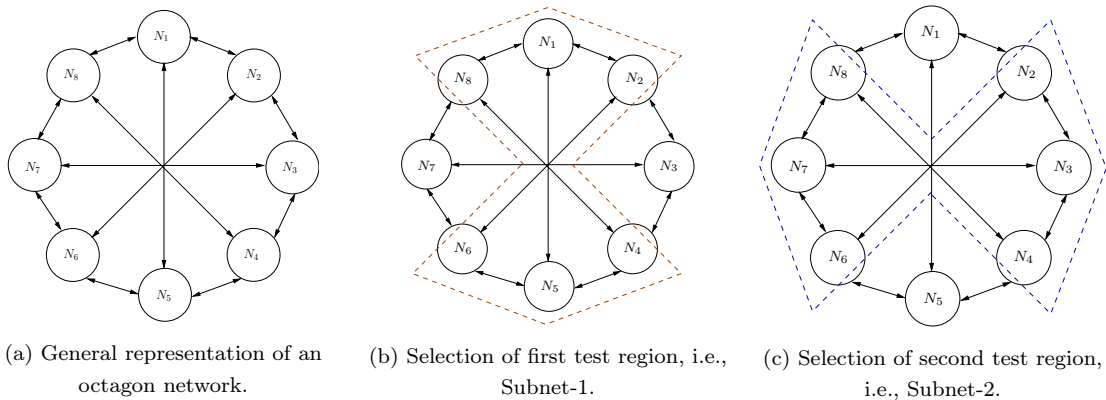 N1
N2
N3
N4
N5
N6
N7
N8
(a) General representation of an
octagon network.
N1
N2
N3
N4
N5
N6
N7
N8
(b) Selection of first test region, i.e.,
Subnet-1.
N1
N2
N3
N4
N5
N6
N7
N8
(c) Selection of second test region,
i.e., Subnet-2.